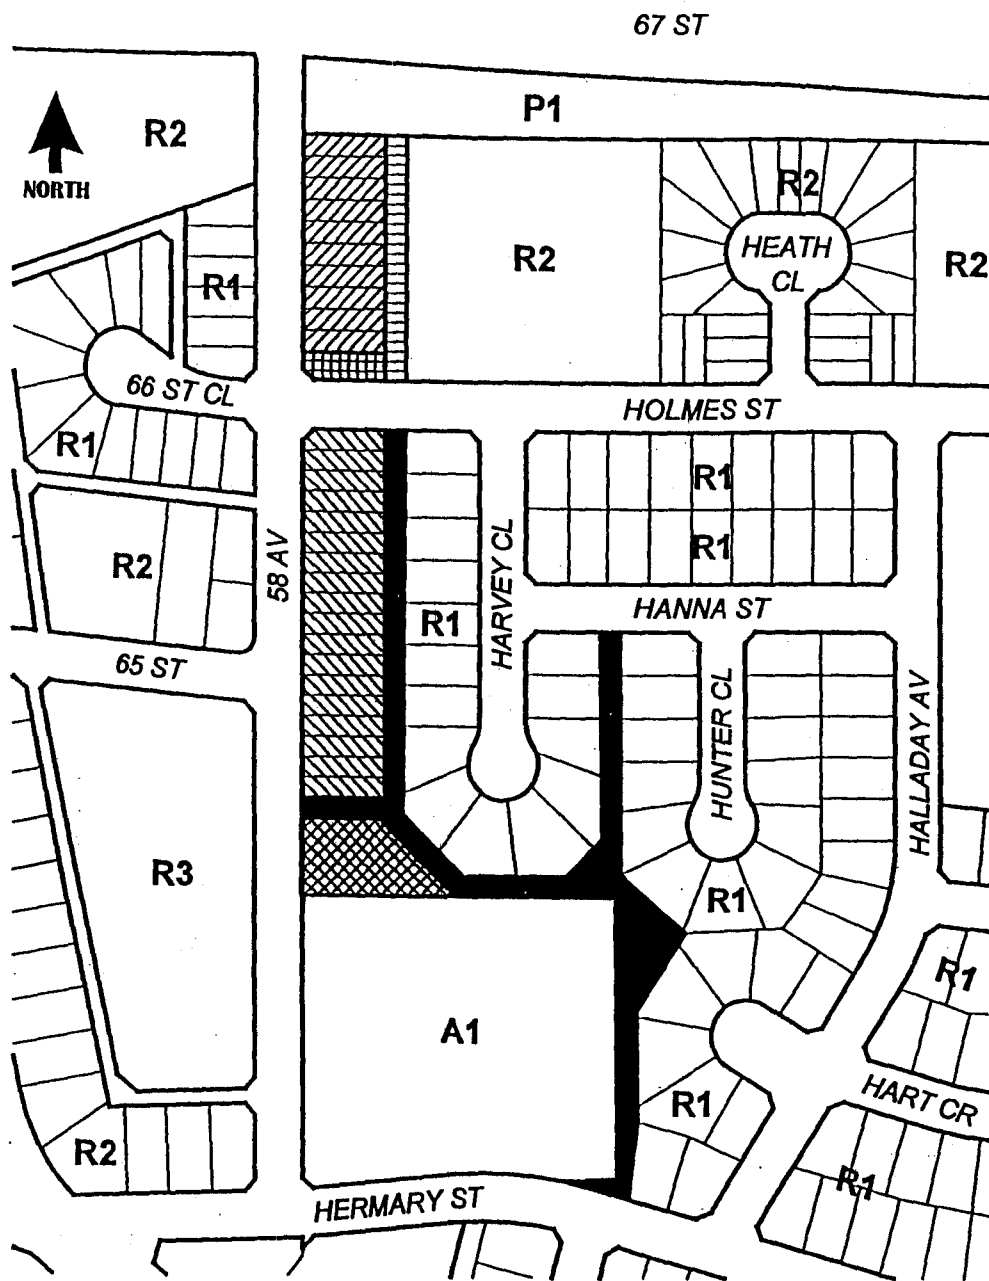 67 ST
P1
R2
NORTH
R2
HEATH
CL
R2
R2
R1
66 ST CL
HOLMES ST
R1
R1
R2
58 AV
HARVEY CL
R1
HANNA ST
R1
65 ST
HUNTER CL
HALLADAY AV
R3
R1
R1
A1
HART CR
R1
R2
R1
HERMARY ST